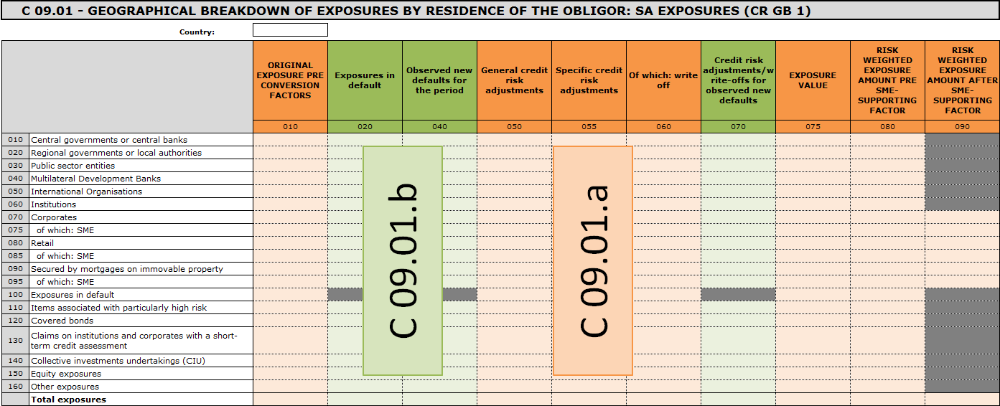 C 09.01 - GEOGRAPHICAL BREAKDOWN OF EXPOSURES BY RESIDENCE OF THE OBLIGOR: SA EXPOSURES (CR GB 1)
Country:
ORIGINAL
EXPOSURE PRE
CONVERSION
FACTORS
Exposures in
default
Observed new
defaults for
the period
General credit
risk
adjustments
Specific credit
risk
adjustments
Of which: write
off
Credit risk
adjustments/w
rite-offs for
observed new
defaults
EXPOSURE
VALUE
RISK
WEIGHTED
EXPOSURE
AMOUNT PRE
SME-
SUPPORTING
FACTOR
RISK
WEIGHTED
EXPOSURE
AMOUNT AFTER
SME-
SUPPORTING
FACTOR
010 020 040 050 055 060 070 075 080 090
010 Central governments or central banks
020 Regional governments or local authorities
030 Public sector entities
040 Multilateral Development Banks
050 International Organisations
060 Institutions
070 Corporates
075 of which: SME
080 Retail
085 of which: SME
090 Secured by mortgages on immovable property
095 of which: SME
100 Exposures in default
110 Items associated with particularly high risk
120 Covered bonds
130 Claims on institutions and corporates with a short-
term credit assessment
140 Collective investments undertakings (CIU)
150 Equity exposures
160 Other exposures
Total exposures
C 09.01.b
C 09.01.a